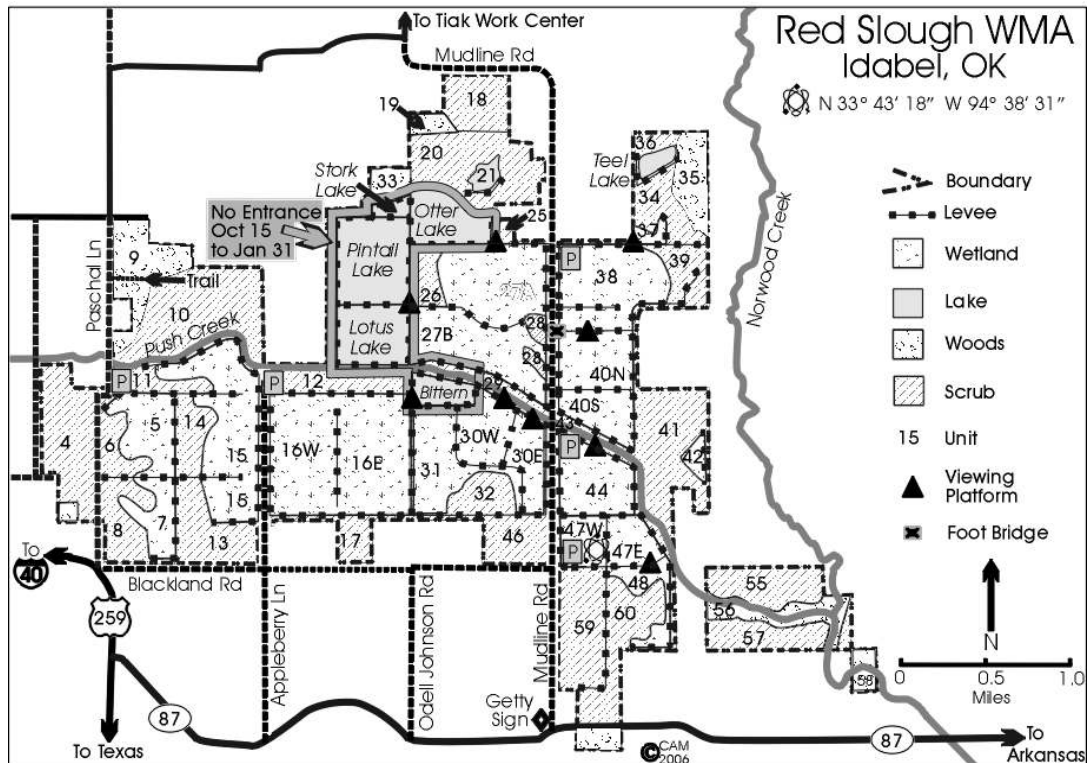 To Tiak Work Center
Mudline Rd
Red Slough WMA
Idabel, OK
N 33° 43' 18" W 94° 38' 31"
18
19
20
21
Stork
Lake
33
Otter
Lake
25
Teel
Lake
36
35
34
37
No Entrance
Oct 15
to Jan 31
Pintail
Lake
Lotus
Lake
26
27A
27B
28
28
P
38
39
Paschal Ln
9
Trail
10
Push Creek
P
11
P
12
Bittern
29
40N
40S
43
P
41
42
4
5
6
14
15
15
7
8
13
16W
16E
17
31
30W
30E
32
46
44
47W
P
47E
48
59
60
55
56
57
58
Norwood Creek
Boundary
Levee
Wetland
Lake
Woods
Scrub
15 Unit
Viewing
Platform
Foot Bridge
N
0 0.5 1.0
Miles
To
40
259
Blackland Rd
Appleberry Ln
Odell Johnson Rd
Mudline Rd
Getty
Sign
87
To Texas
© CAM
2006
87
To
Arkansas